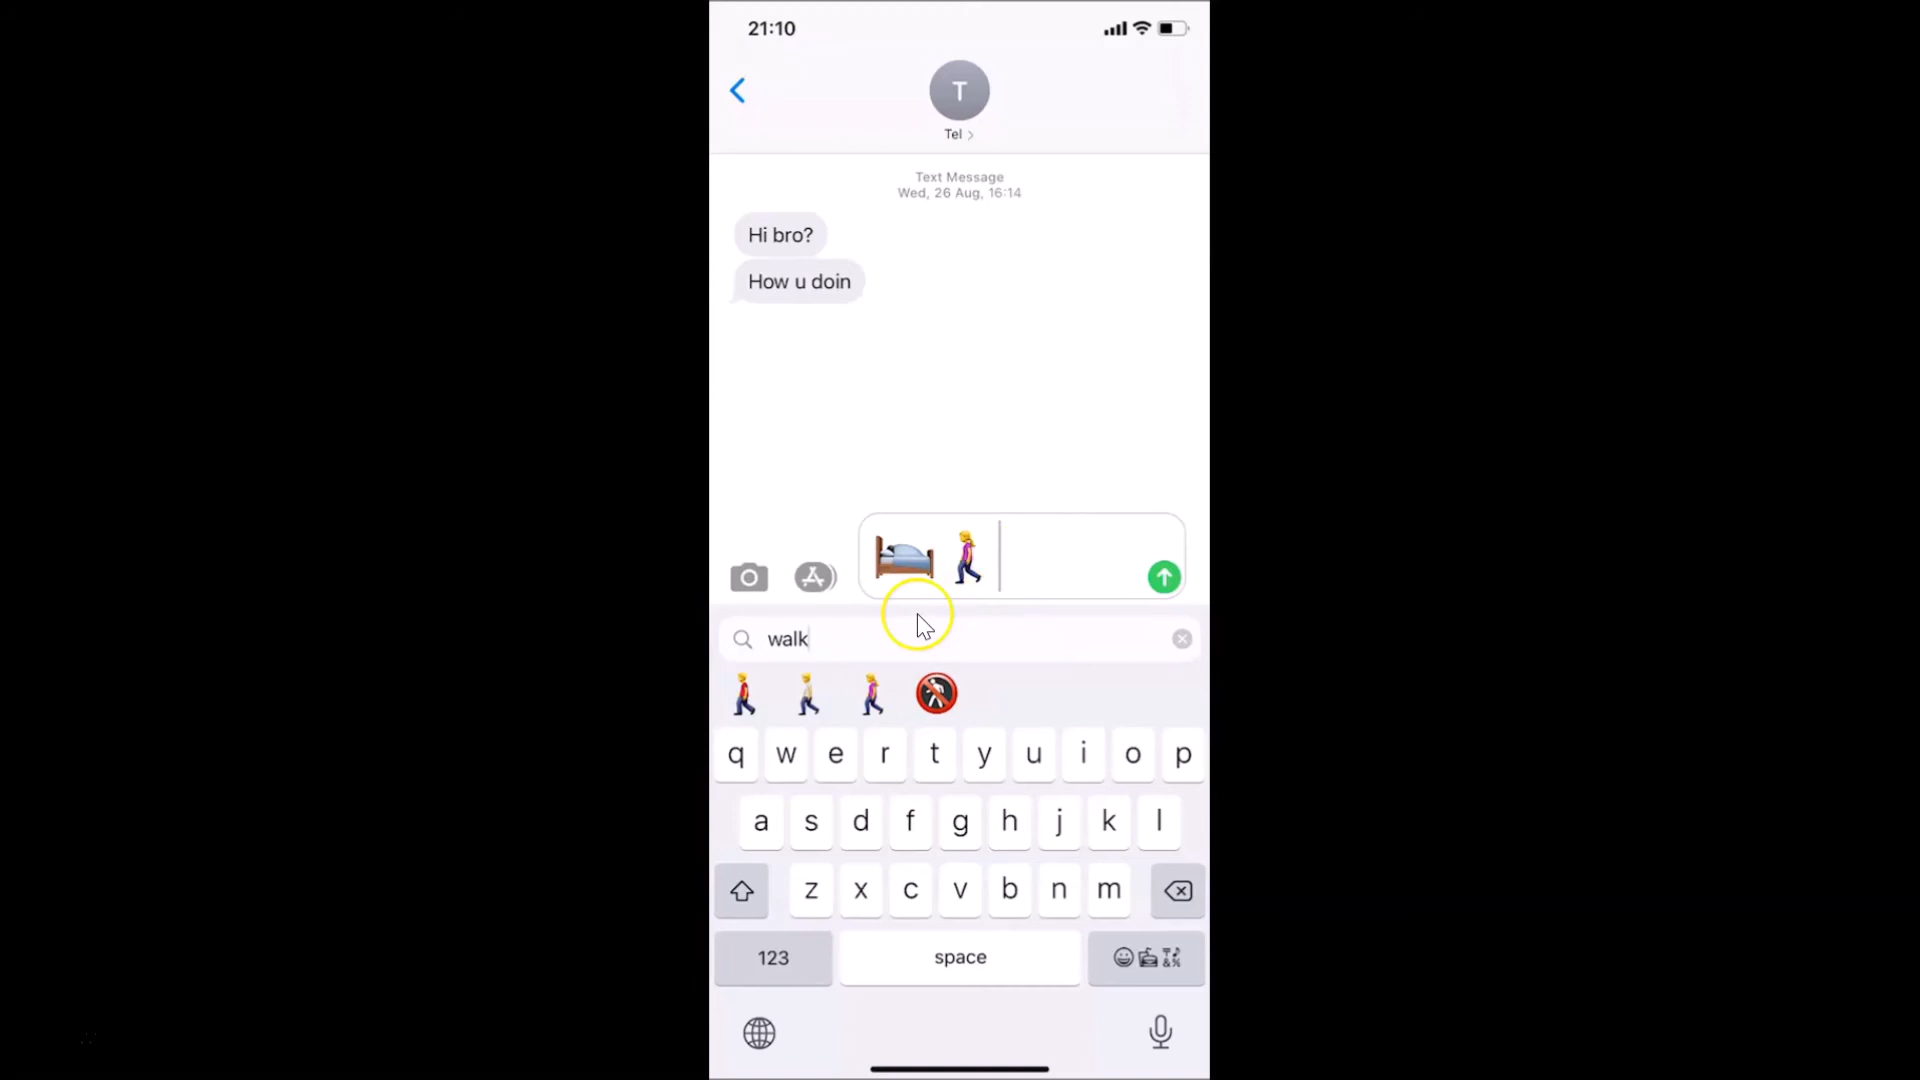 21:10
T
Tel >
Text Message
Wed, 26 Aug, 16:14
Hi bro?
How u doin
walk
q w e r t y u i o p
a s d f g h j k l
z x c v b n m
123 space